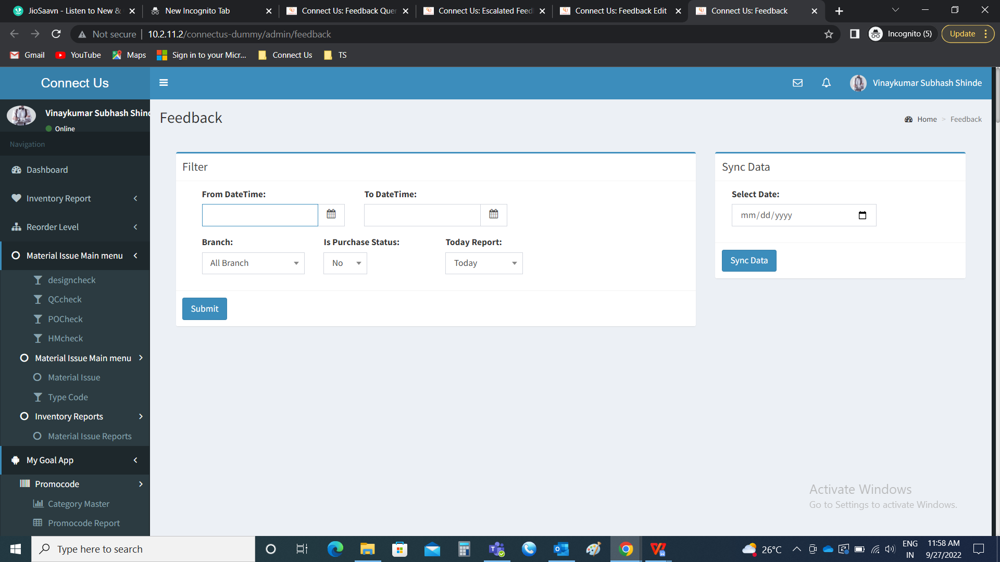 JioSaavn - Listen to New &
New Incognito Tab
Connect Us: Feedback Quer
Connect Us: Escalated Feed
Connect Us: Feedback Edit
Connect Us: Feedback
Not secure
10.2.11.2/connectus-dummy/admin/feedback
Incognito (5)
Update
Gmail
YouTube
Maps
Sign in to your Micr...
Connect Us
TS
Connect Us
Vinaykumar Subhash Shinde
Vinaykumar Subhash Shind
Online
Feedback
Home > Feedback
Navigation
Dashboard
Inventory Report
Reorder Level
Material Issue Main menu
designcheck
QCcheck
POCheck
HMcheck
Material Issue Main menu
Material Issue
Type Code
Inventory Reports
Material Issue Reports
My Goal App
Promocode
Category Master
Promocode Report
Filter
From DateTime:
To DateTime:
Branch:
Is Purchase Status:
Today Report:
All Branch
No
Today
Submit
Sync Data
Select Date:
mm/dd/yyyy
Sync Data
Activate Windows
Go to Settings to activate Windows.
Type here to search
26°C
ENG
IN
11:58 AM
9/27/2022